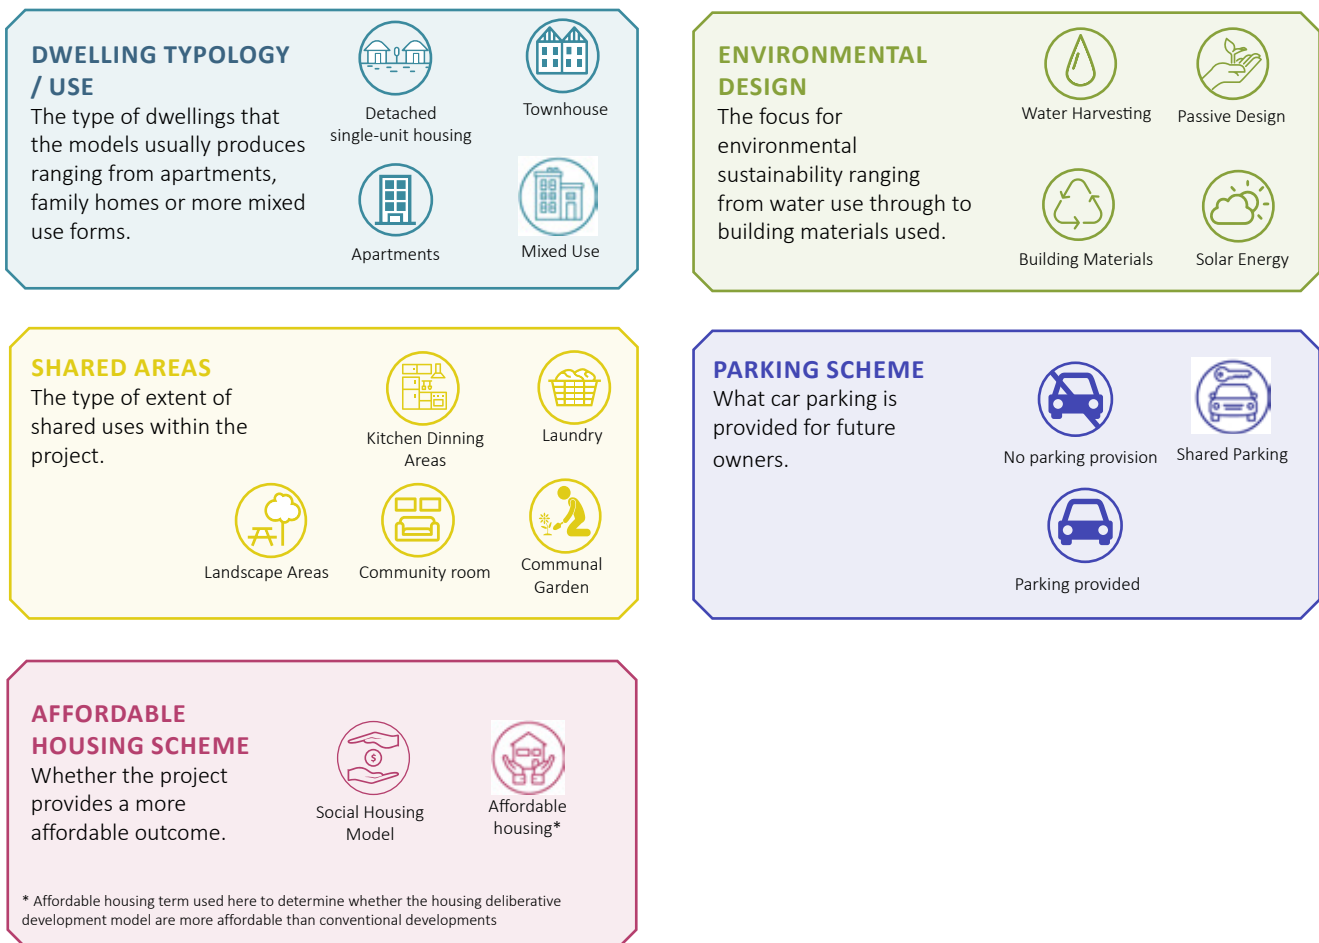 DWELLING TYPOLOGY
/ USE
The type of dwellings that
the models usually produces
ranging from apartments,
family homes or more mixed
use forms.
Detached
single-unit housing
Townhouse
Apartments
Mixed Use
ENVIRONMENTAL
DESIGN
The focus for
environmental
sustainability ranging
from water use through to
building materials used.
Water Harvesting
Passive Design
Building Materials
Solar Energy
SHARED AREAS
The type of extent of
shared uses within the
project.
Kitchen Dinning
Areas
Laundry
Landscape Areas
Community room
Communal
Garden
PARKING SCHEME
What car parking is
provided for future
owners.
No parking provision
Shared Parking
Parking provided
AFFORDABLE
HOUSING SCHEME
Whether the project
provides a more
affordable outcome.
$
Social Housing
Model
Affordable
housing*
* Affordable housing term used here to determine whether the housing deliberative
development model are more affordable than conventional developments